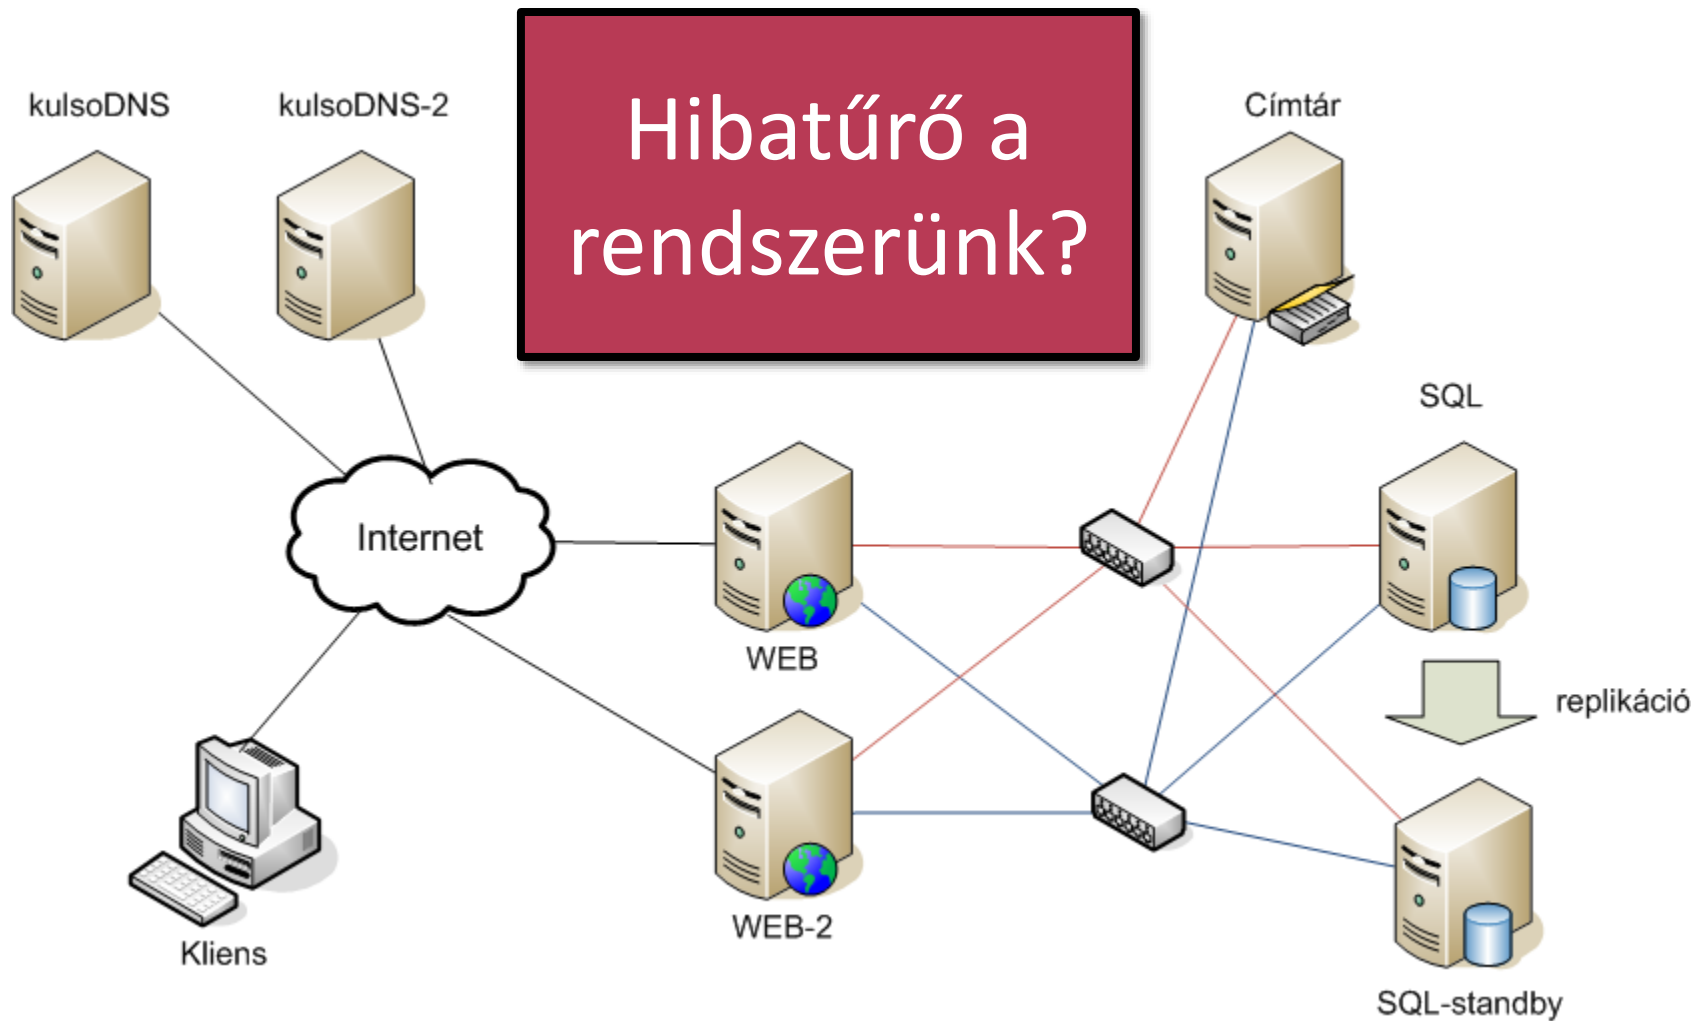 Hibatűrő a
rendszerünk?
kulsoDNS
kulsoDNS-2
Címtár
SQL
Internet
WEB
replikáció
WEB-2
Kliens
SQL-standby